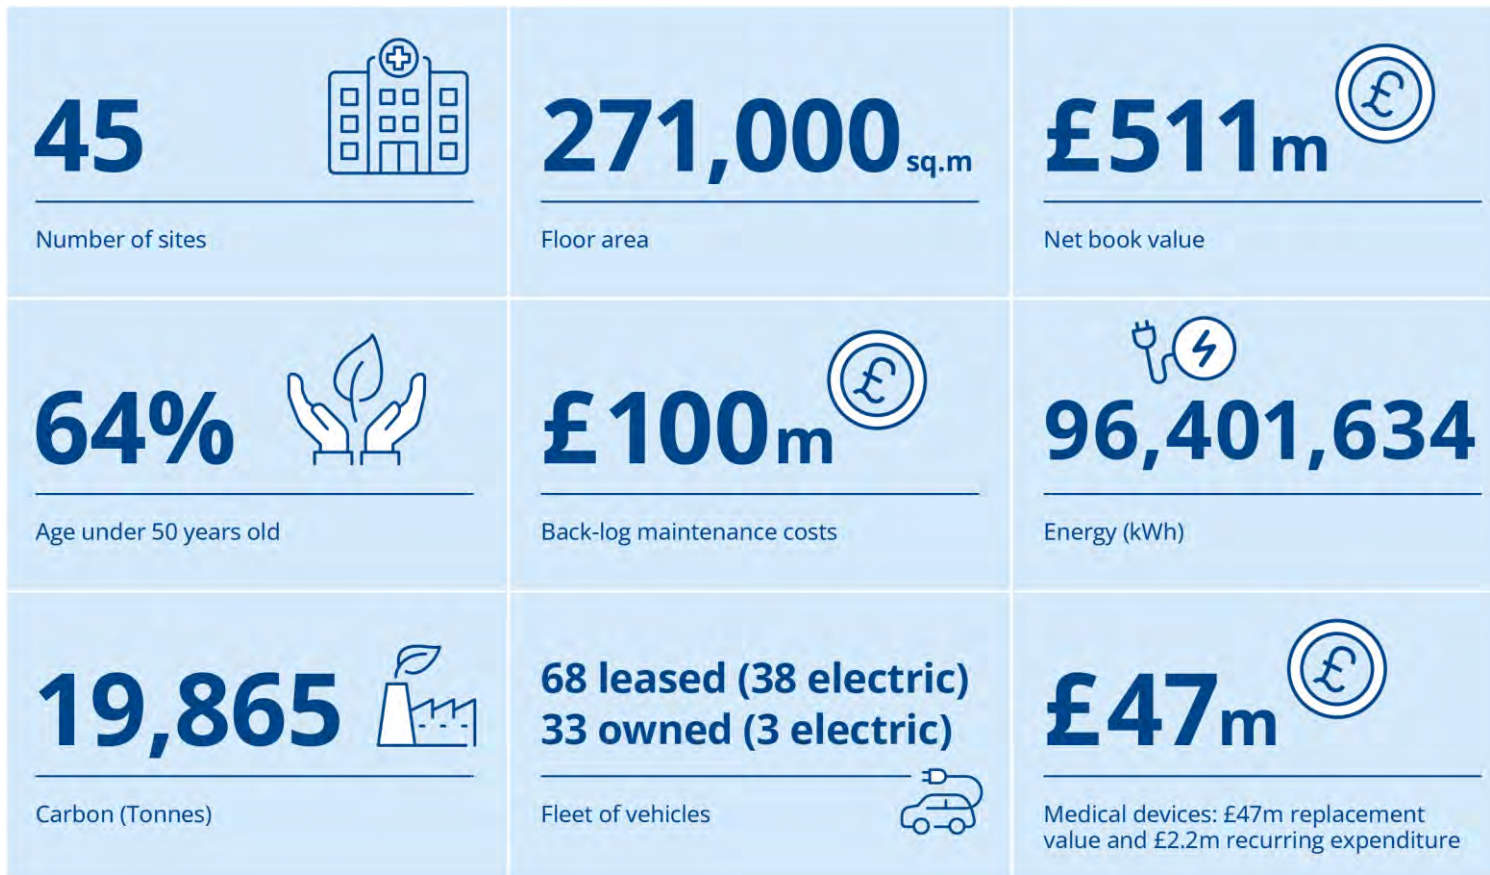 45
Number of sites
271,000 sq.m
Floor area
£511m
Net book value
64%
Age under 50 years old
£100m
Back-log maintenance costs
96,401,634
Energy (kWh)
19,865
Carbon (Tonnes)
68 leased (38 electric)
33 owned (3 electric)
Fleet of vehicles
£47m
Medical devices: £47m replacement
value and £2.2m recurring expenditure